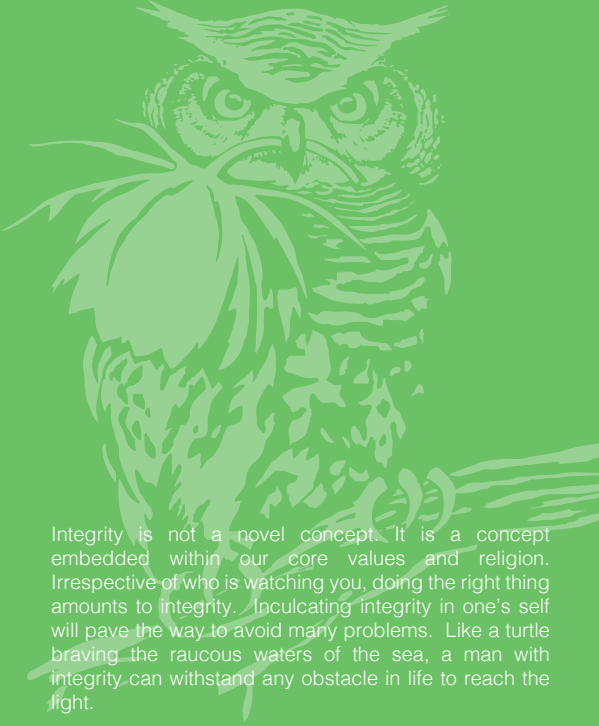 Integrity is not a novel concept. It is a concept
embedded within our core values and religion.
Irrespective of who is watching you, doing the right thing
amounts to integrity.  Inculcating integrity in one's self
will pave the way to avoid many problems.  Like a turtle
braving the raucous waters of the sea, a man with
integrity can withstand any obstacle in life to reach the
light.